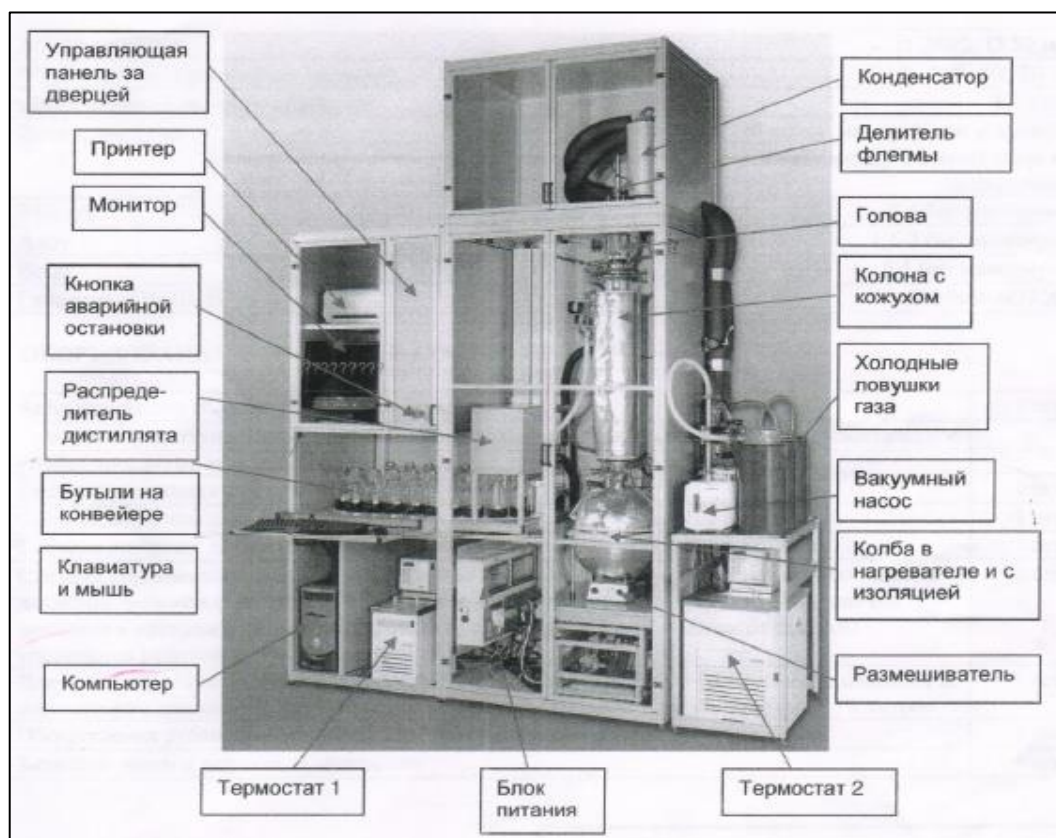 Управляющая
панель за
дверцей
Принтер
Монитор
Кнопка
аварийной
остановки
Распреде-
литель
дистиллята
Бутыли на
конвейере
Клавиатура
и мышь
Компьютер
Термостат 1
Блок
питания
Термостат 2
Конденсатор
Делитель
флегмы
Голова
Колона с
кожухом
Холодные
ловушки
газа
Вакуумный
насос
Колба в
нагревателе и с
изоляцией
Размешиватель
???????